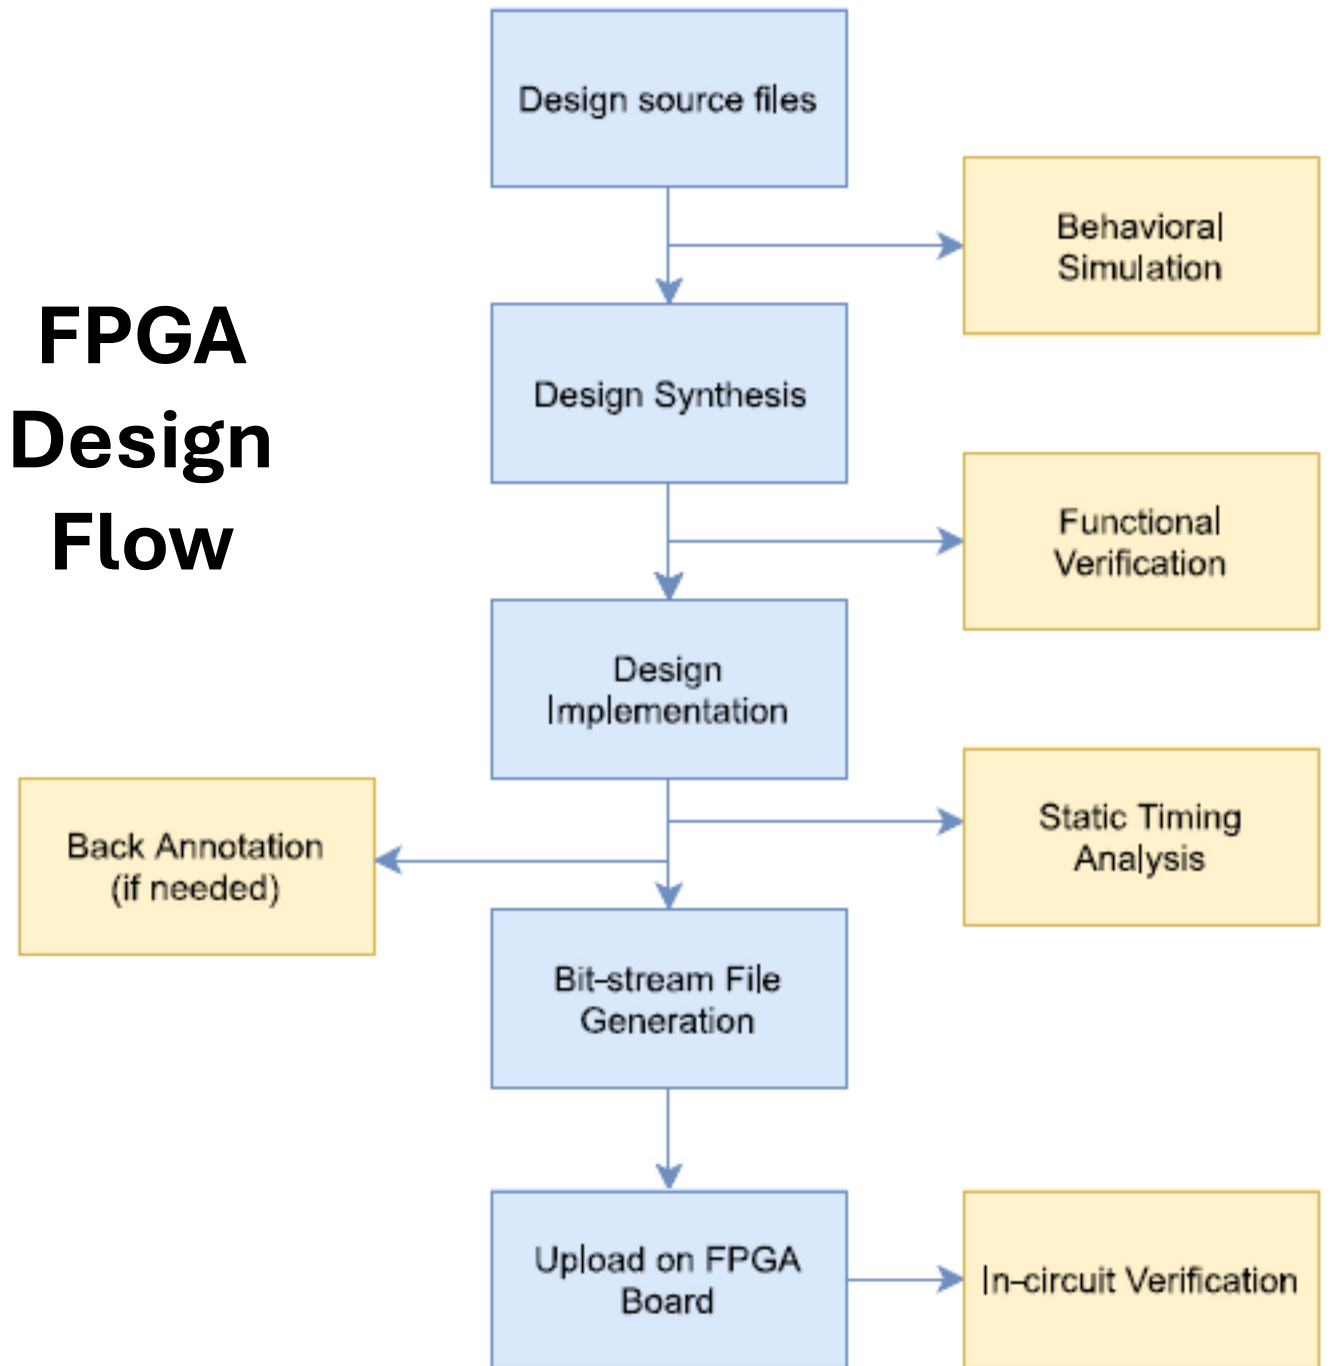 FPGA
Design
Flow
Design source files
Behavioral
Simulation
Design Synthesis
Functional
Verification
Design
Implementation
Static Timing
Analysis
Back Annotation
(if needed)
Bit-stream File
Generation
Upload on FPGA
Board
In-circuit Verification